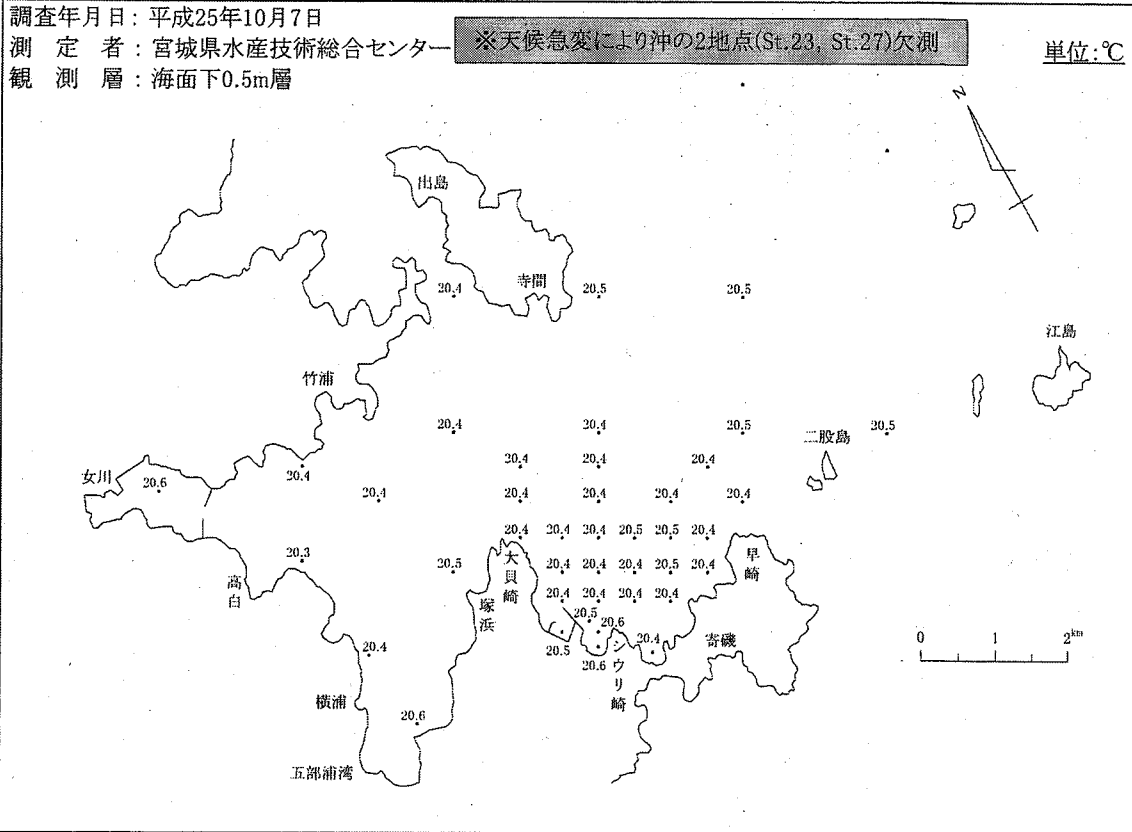 調査年月日：平成25年10月7日
測　定　者：宮城県水産技術総合センター
※天候急変により沖の2地点(St.23, St.27)欠測
単位:℃
観　測　層：海面下0.5m層
N
出島
寺間
20.4
20.5
20.5
江島
竹浦
20.4
20.4
20.5
二股島
20.5
女川
20.6
20.4
20.4
20.4
20.4
20.4
20.4
20.4
20.4
20.4
20.4
20.4
20.4
20.5
20.5
20.4
20.3
20.5
大貝崎
20.4
20.4
20.4
20.5
20.4
早崎
高白
塚浜
20.4
20.4
20.4
20.4
20.5
20.6
20.4
20.4
20.5
20.6
シウリ崎
寄磯
0 1 2km
横浦
20.6
五部浦湾